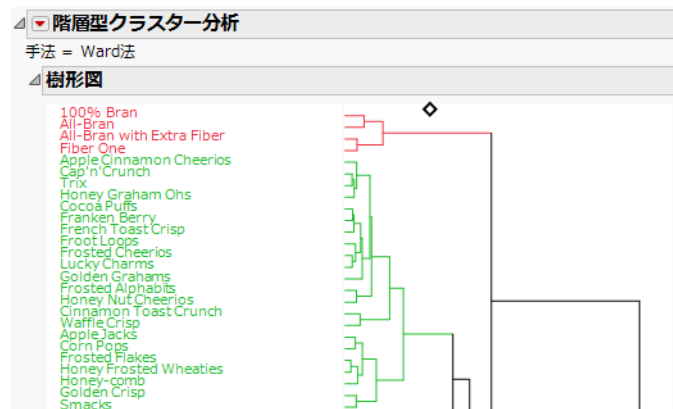 階層型クラスター分析
手法 = Ward法
樹形図
100% Bran
All-Bran
All-Bran with Extra Fiber
Fiber One
Apple Cinnamon Cheerios
Cap'n'Crunch
Trix
Honey Graham Ohs
Cocoa Puffs
Franken Berry
French Toast Crisp
Froot Loops
Frosted Cheerios
Lucky Charms
Golden Grahams
Frosted Alphabits
Honey Nut Cheerios
Cinnamon Toast Crunch
Waffle Crisp
Apple Jacks
Corn Pops
Frosted Flakes
Honey Frosted Wheaties
Honey-comb
Golden Crisp
Smacks